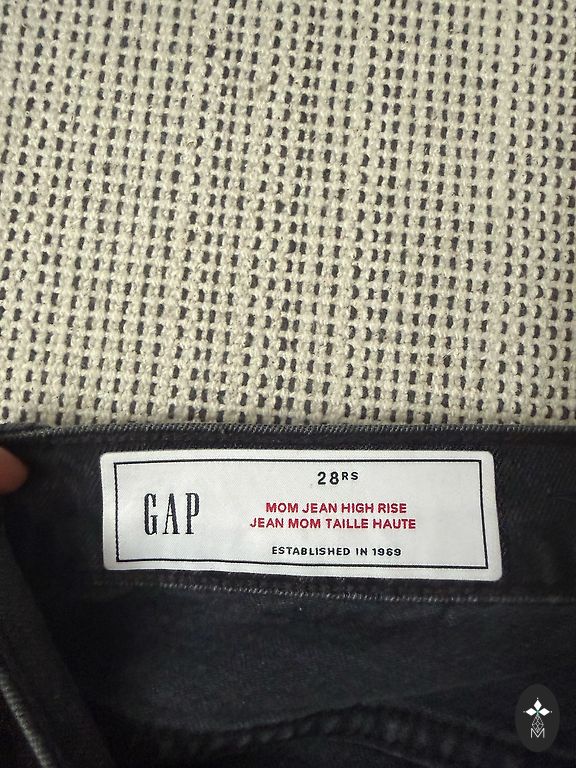 28RS
GAP
MOM JEAN HIGH RISE
JEAN MOM TAILLE HAUTE
ESTABLISHED IN 1969
M